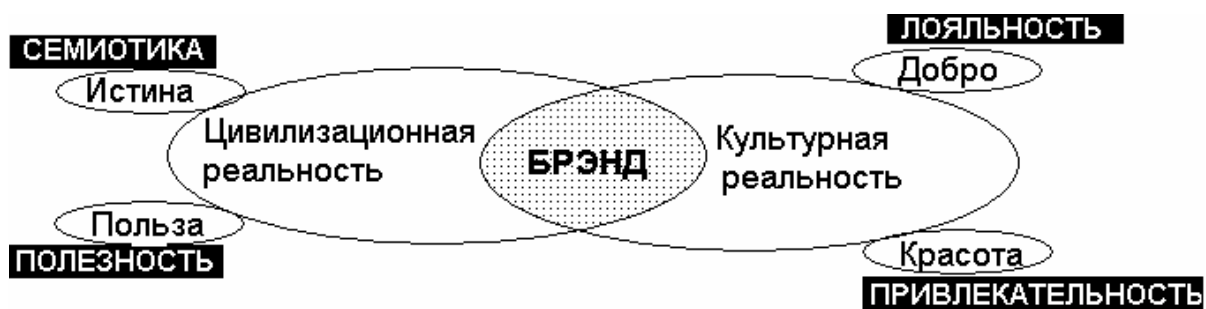 СЕМИОТИКА
Истина
ЛОЯЛЬНОСТЬ
Добро
Цивилизационная
реальность
БРЭНД
Культурная
реальность
Польза
ПОЛЕЗНОСТЬ
Красота
ПРИВЛЕКАТЕЛЬНОСТЬ